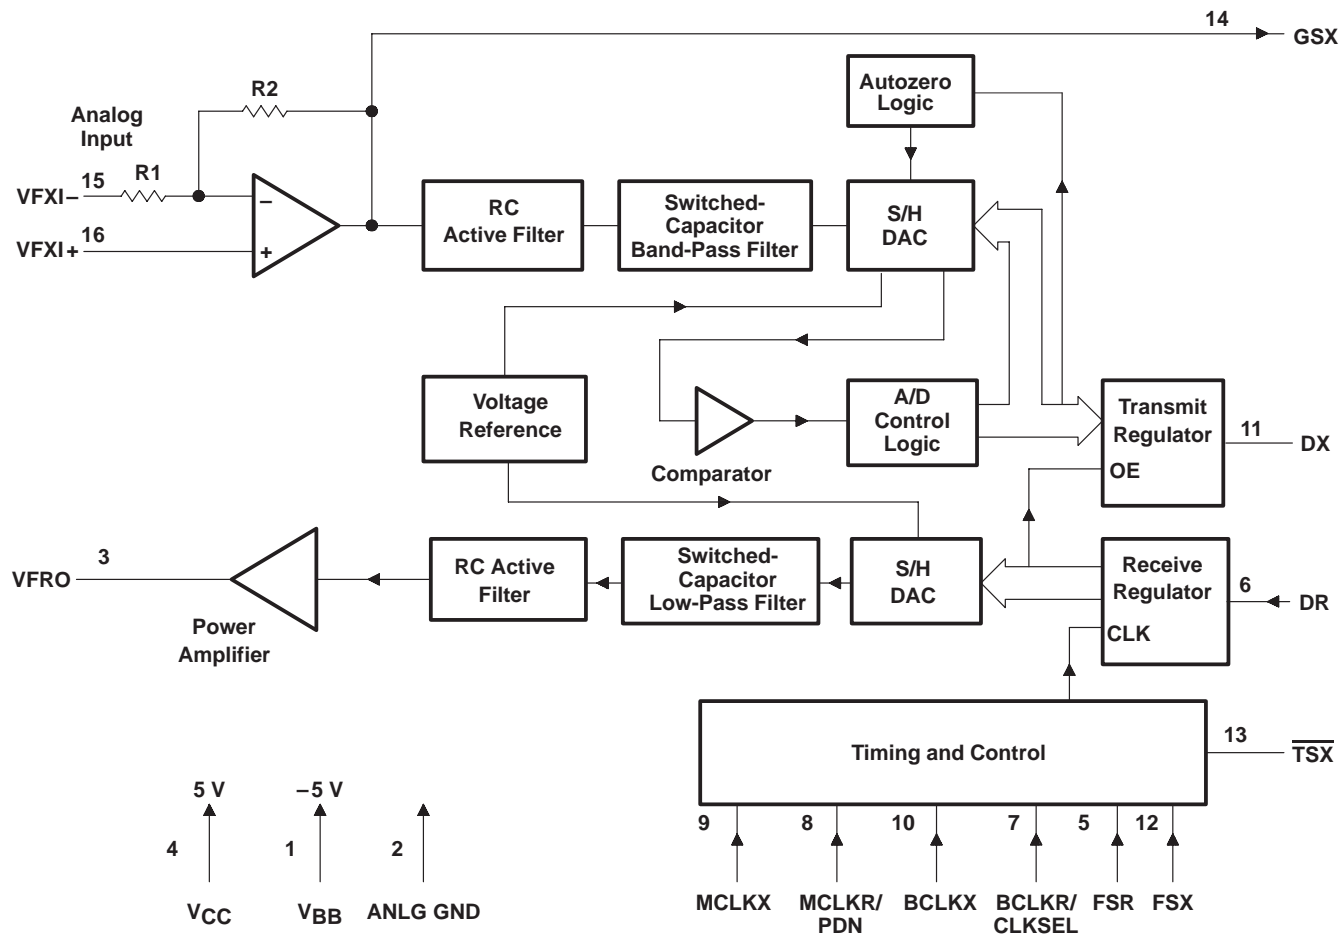 14
GSX
R2
Autozero
Logic
Analog
Input
15
R1
VFXI–
–
16
VFXI+
+
RC
Active Filter
Switched-
Capacitor
Band-Pass Filter
S/H
DAC
Voltage
Reference
Comparator
A/D
Control
Logic
Transmit
Regulator
OE
11
DX
3
VFRO
Power
Amplifier
RC Active
Filter
Switched-
Capacitor
Low-Pass Filter
S/H
DAC
Receive
Regulator
CLK
6
DR
Timing and Control
13
TSX
5 V
–5 V
4
1
2
VCC
VBB
ANLG GND
9
8
10
7
5
12
MCLKX
MCLKR/
PDN
BCLKX
BCLKR/
CLKSEL
FSR
FSX